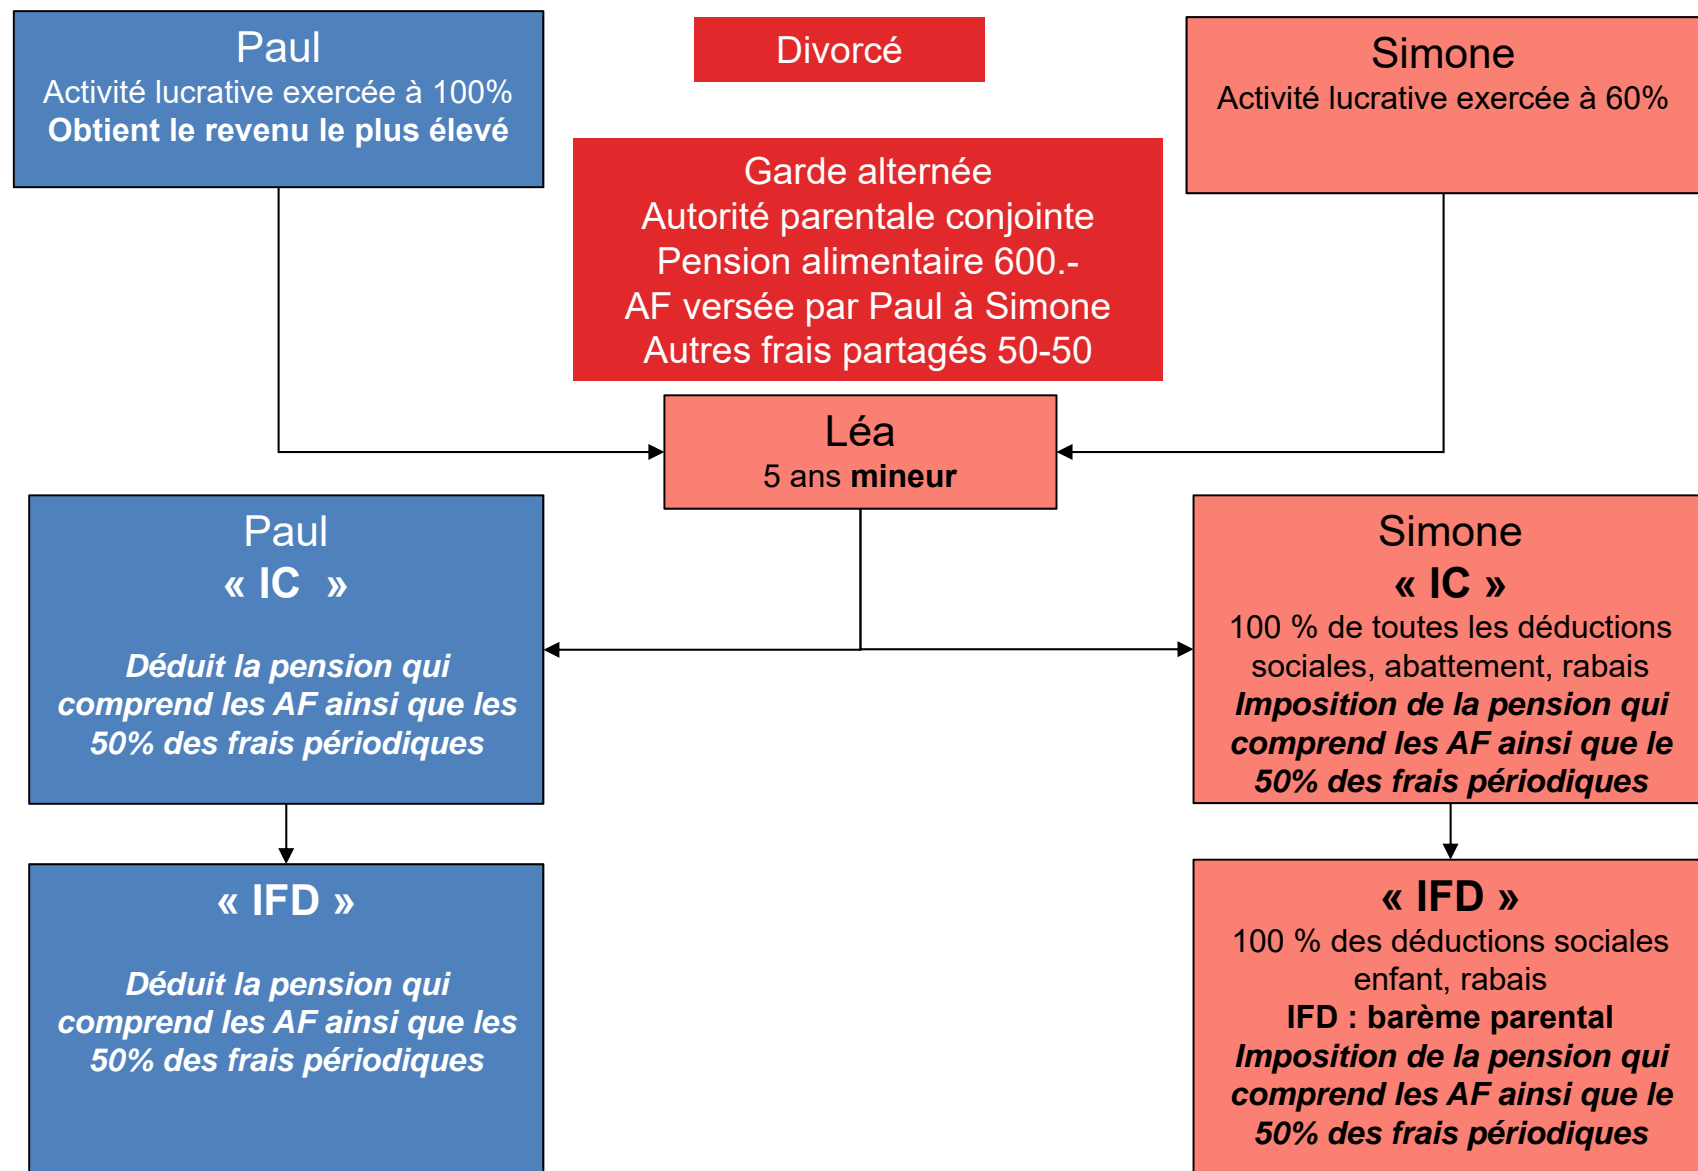 Paul
Activité lucrative exercée à 100%
Obtient le revenu le plus élevé
Divorcé
Simone
Activité lucrative exercée à 60%
Garde alternée
Autorité parentale conjointe
Pension alimentaire 600.-
AF versée par Paul à Simone
Autres frais partagés 50-50
Léa
5 ans mineur
Paul
« IC  »
Déduit la pension qui
comprend les AF ainsi que les
50% des frais périodiques
Simone
« IC »
100 % de toutes les déductions
sociales, abattement, rabais
Imposition de la pension qui
comprend les AF ainsi que le
50% des frais périodiques
« IFD »
Déduit la pension qui
comprend les AF ainsi que les
50% des frais périodiques
« IFD »
100 % des déductions sociales
enfant, rabais
IFD : barème parental
Imposition de la pension qui
comprend les AF ainsi que le
50% des frais périodiques